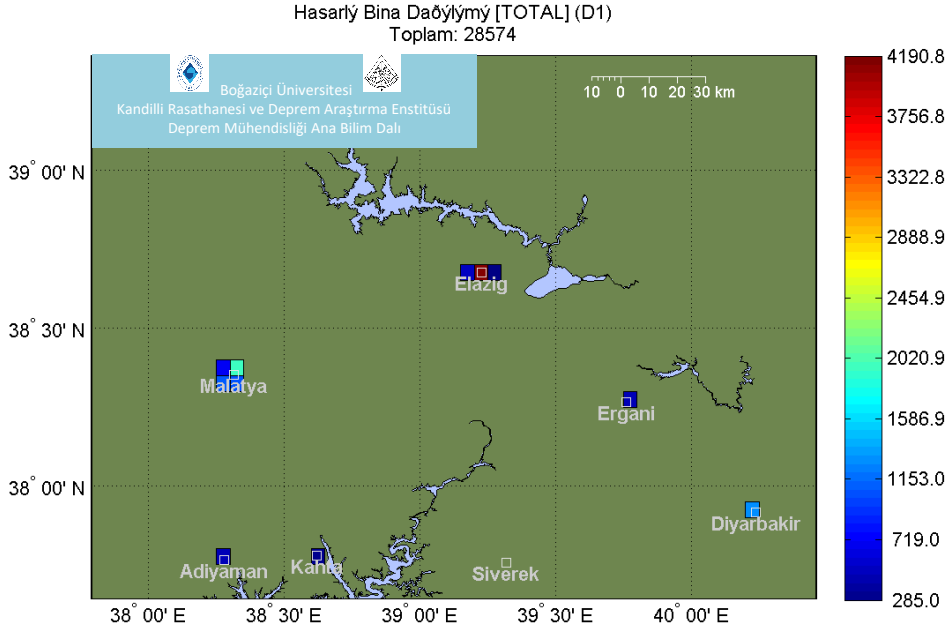 Hasarlý Bina Daðýlýmý [TOTAL] (D1)
Toplam: 28574
Boğaziçi Üniversitesi
Kandilli Rasathanesi ve Deprem Araştırma Enstitüsü
Deprem Mühendisliği Ana Bilim Dalı
10 0 10 20 30 km
39° 00' N
38° 30' N
38° 00' N
Elazig
Malatya
Ergani
Diyarbakir
Adiyaman
Kahta
Siverek
38° 00' E
38° 30' E
39° 00' E
39° 30' E
40° 00' E
4190.8
3756.8
3322.8
2888.9
2454.9
2020.9
1586.9
1153.0
719.0
285.0